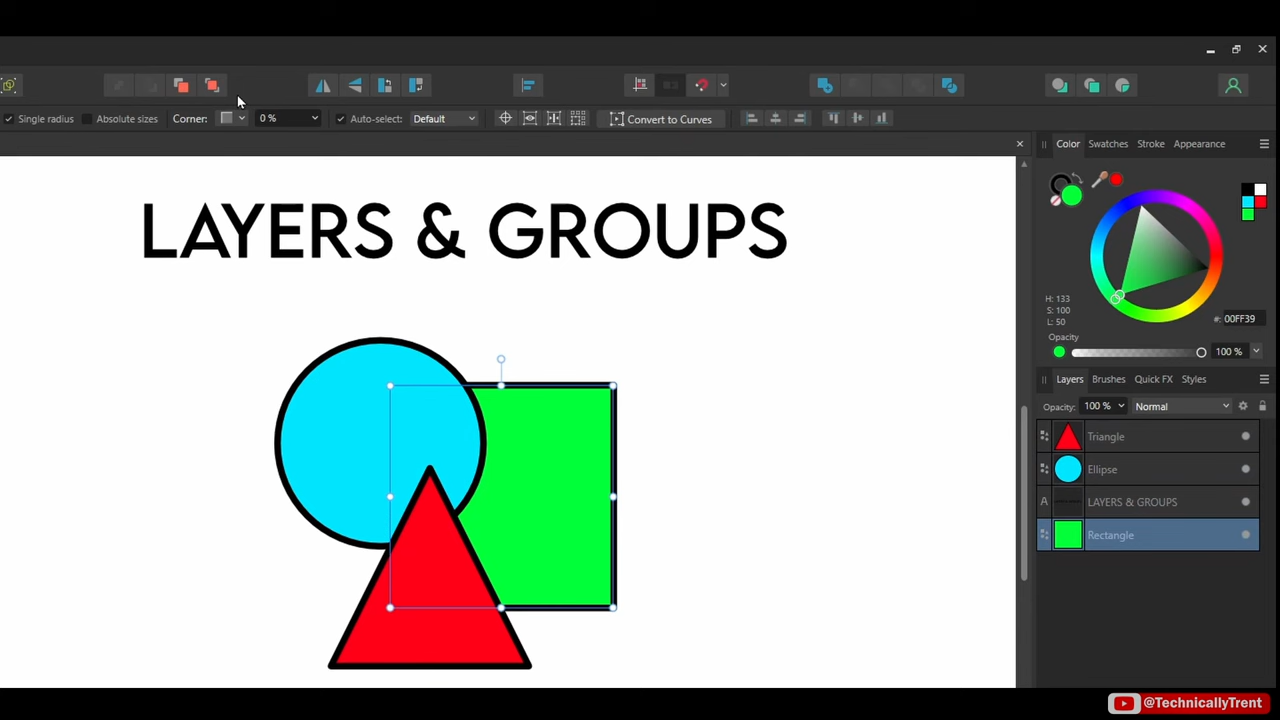 Single radius
Absolute sizes
Corner:
0 %
Auto-select:
Default
Convert to Curves
Color
Swatches
Stroke
Appearance
LAYERS & GROUPS
H: 133
S: 100
L: 50
#: 00FF39
Opacity
100 %
Layers
Brushes
Quick FX
Styles
Opacity:
100 %
Normal
Triangle
Ellipse
A
LAYERS & GROUPS
Rectangle
@TechnicallyTrent